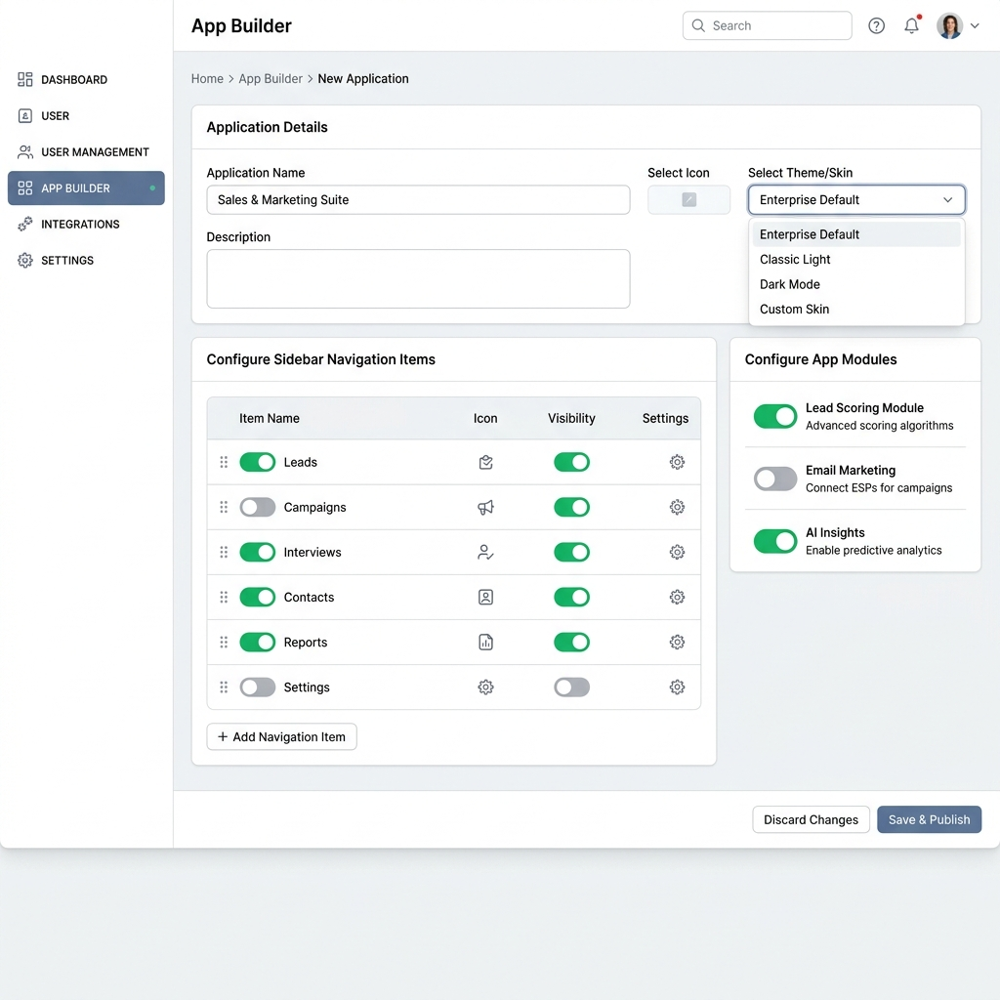 App Builder
Search
DASHBOARD
USER
USER MANAGEMENT
APP BUILDER
INTEGRATIONS
SETTINGS
Home > App Builder > New Application
Application Details
Application Name
Select Icon
Select Theme/Skin
Sales & Marketing Suite
Enterprise Default
Description
Enterprise Default
Classic Light
Dark Mode
Custom Skin
Configure Sidebar Navigation Items
Item Name Icon Visibility Settings
Leads
Campaigns
Interviews
Contacts
Reports
Settings
+ Add Navigation Item
Configure App Modules
Lead Scoring Module
Advanced scoring algorithms
Email Marketing
Connect ESPs for campaigns
AI Insights
Enable predictive analytics
Discard Changes
Save & Publish